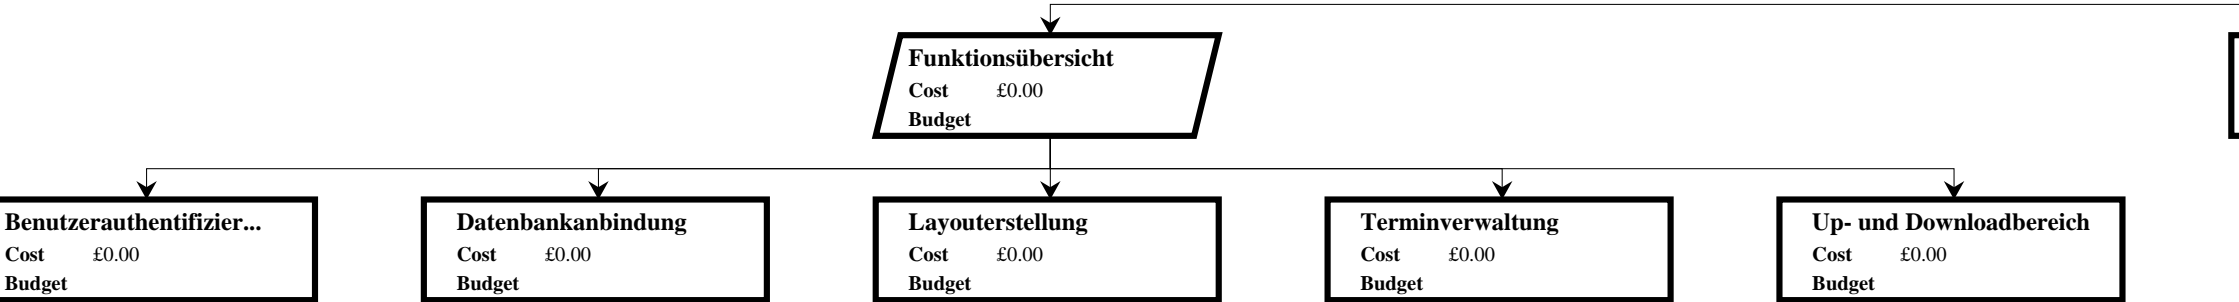 Funktionsübersicht
Cost £0.00
Budget
Benutzerauthentifizier...
Cost £0.00
Budget
Datenbankanbindung
Cost £0.00
Budget
Layouterstellung
Cost £0.00
Budget
Terminverwaltung
Cost £0.00
Budget
Up- und Downloadbereich
Cost £0.00
Budget